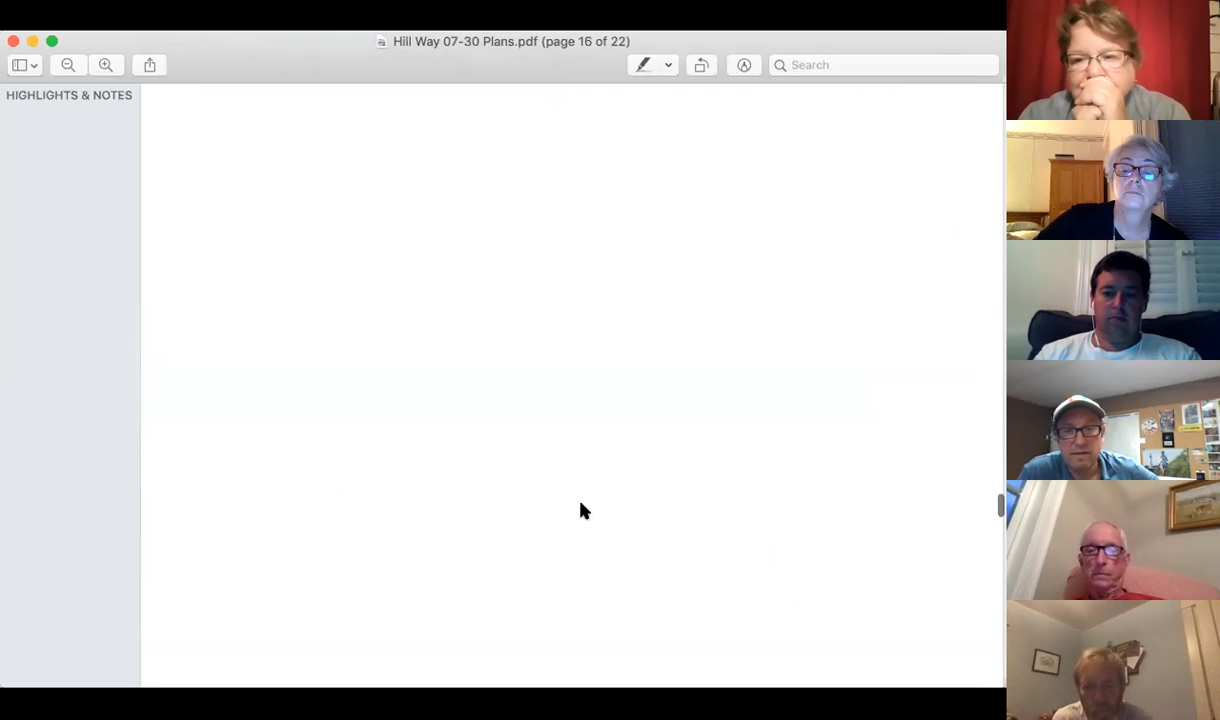 Hill Way 07-30 Plans.pdf (page 16 of 22)
Search
HIGHLIGHTS & NOTES